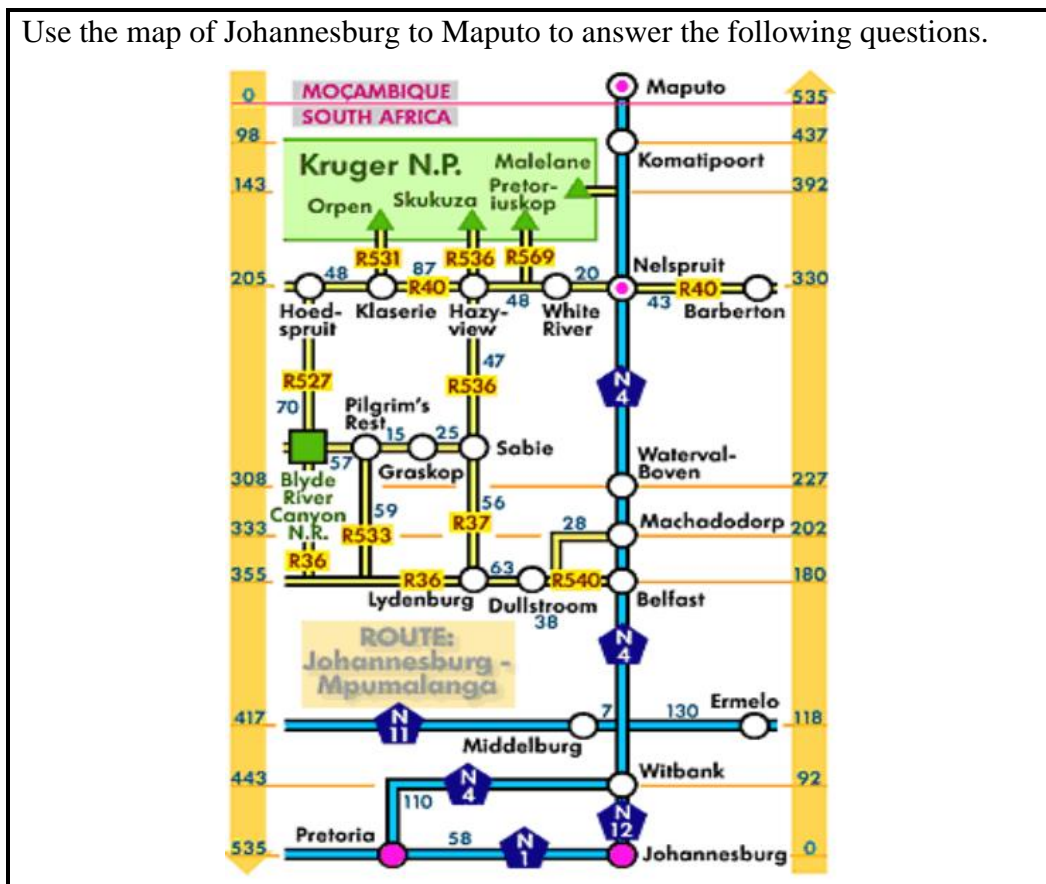 Use the map of Johannesburg to Maputo to answer the following questions.
Maputo
0
MOÇAMBIQUE
535
SOUTH AFRICA
98
437
Komatipoort
Kruger N.P.
Malelane
143
Pretor-
iuskop
392
Skukuza
Orpen
R531
R536
R569
Nelspruit
48
87
20
205
R40
R40
330
48
43
Hoed-
spruit
Klaserie
Hazy-
view
White
River
Barberton
47
R527
R536
N
4
70
Pilgrim's
Rest
15
25
Sabie
57
Graskop
Waterval-
Boven
308
Blyde
River
Canyon
N.R.
227
59
56
28
Machadodorp
333
R533
R37
202
R36
63
355
R36
R540
180
Lydenburg
Dullstroom
Belfast
38
ROUTE:
Johannesburg -
Mpumalanga
N
4
Ermelo
7
130
417
N
11
118
Middelburg
Witbank
443
N
4
92
110
N
12
Pretoria
58
535
N
1
Johannesburg
0